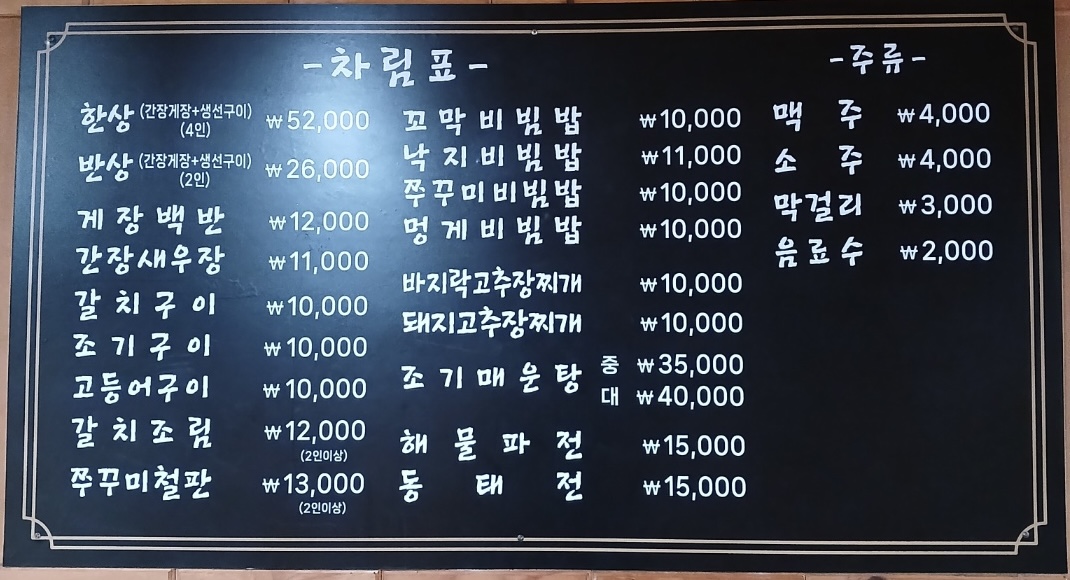 -차림표-
한상 (간장게장+생선구이) ₩52,000
(4인)
반상 (간장게장+생선구이) ₩26,000
(2인)
게장백반 ₩12,000
간장새우장 ₩11,000
갈치구이 ₩10,000
조기구이 ₩10,000
고등어구이 ₩10,000
갈치조림 ₩12,000
(2인이상)
쭈꾸미철판 ₩13,000
(2인이상)
꼬막비빔밥 ₩10,000
낙지비빔밥 ₩11,000
쭈꾸미비빔밥 ₩10,000
멍게비빔밥 ₩10,000
바지락고추장찌개 ₩10,000
돼지고추장찌개 ₩10,000
조기매운탕 중 ₩35,000
대 ₩40,000
해물파전 ₩15,000
동태전 ₩15,000
-주류-
맥주 ₩4,000
소주 ₩4,000
막걸리 ₩3,000
음료수 ₩2,000